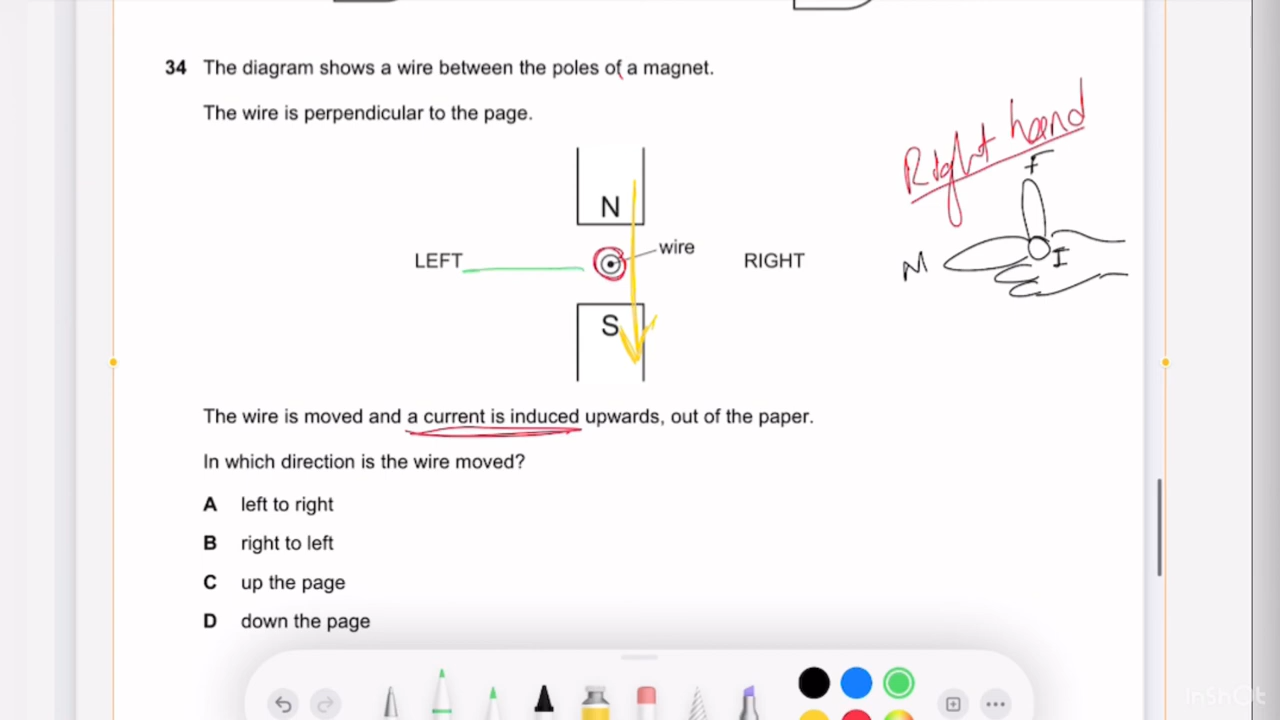 34 The diagram shows a wire between the poles of a magnet.
The wire is perpendicular to the page.
Right hand
F
N
wire
LEFT
RIGHT
M
I
S
The wire is moved and a current is induced upwards, out of the paper.
In which direction is the wire moved?
A left to right
B right to left
C up the page
D down the page
InShOt